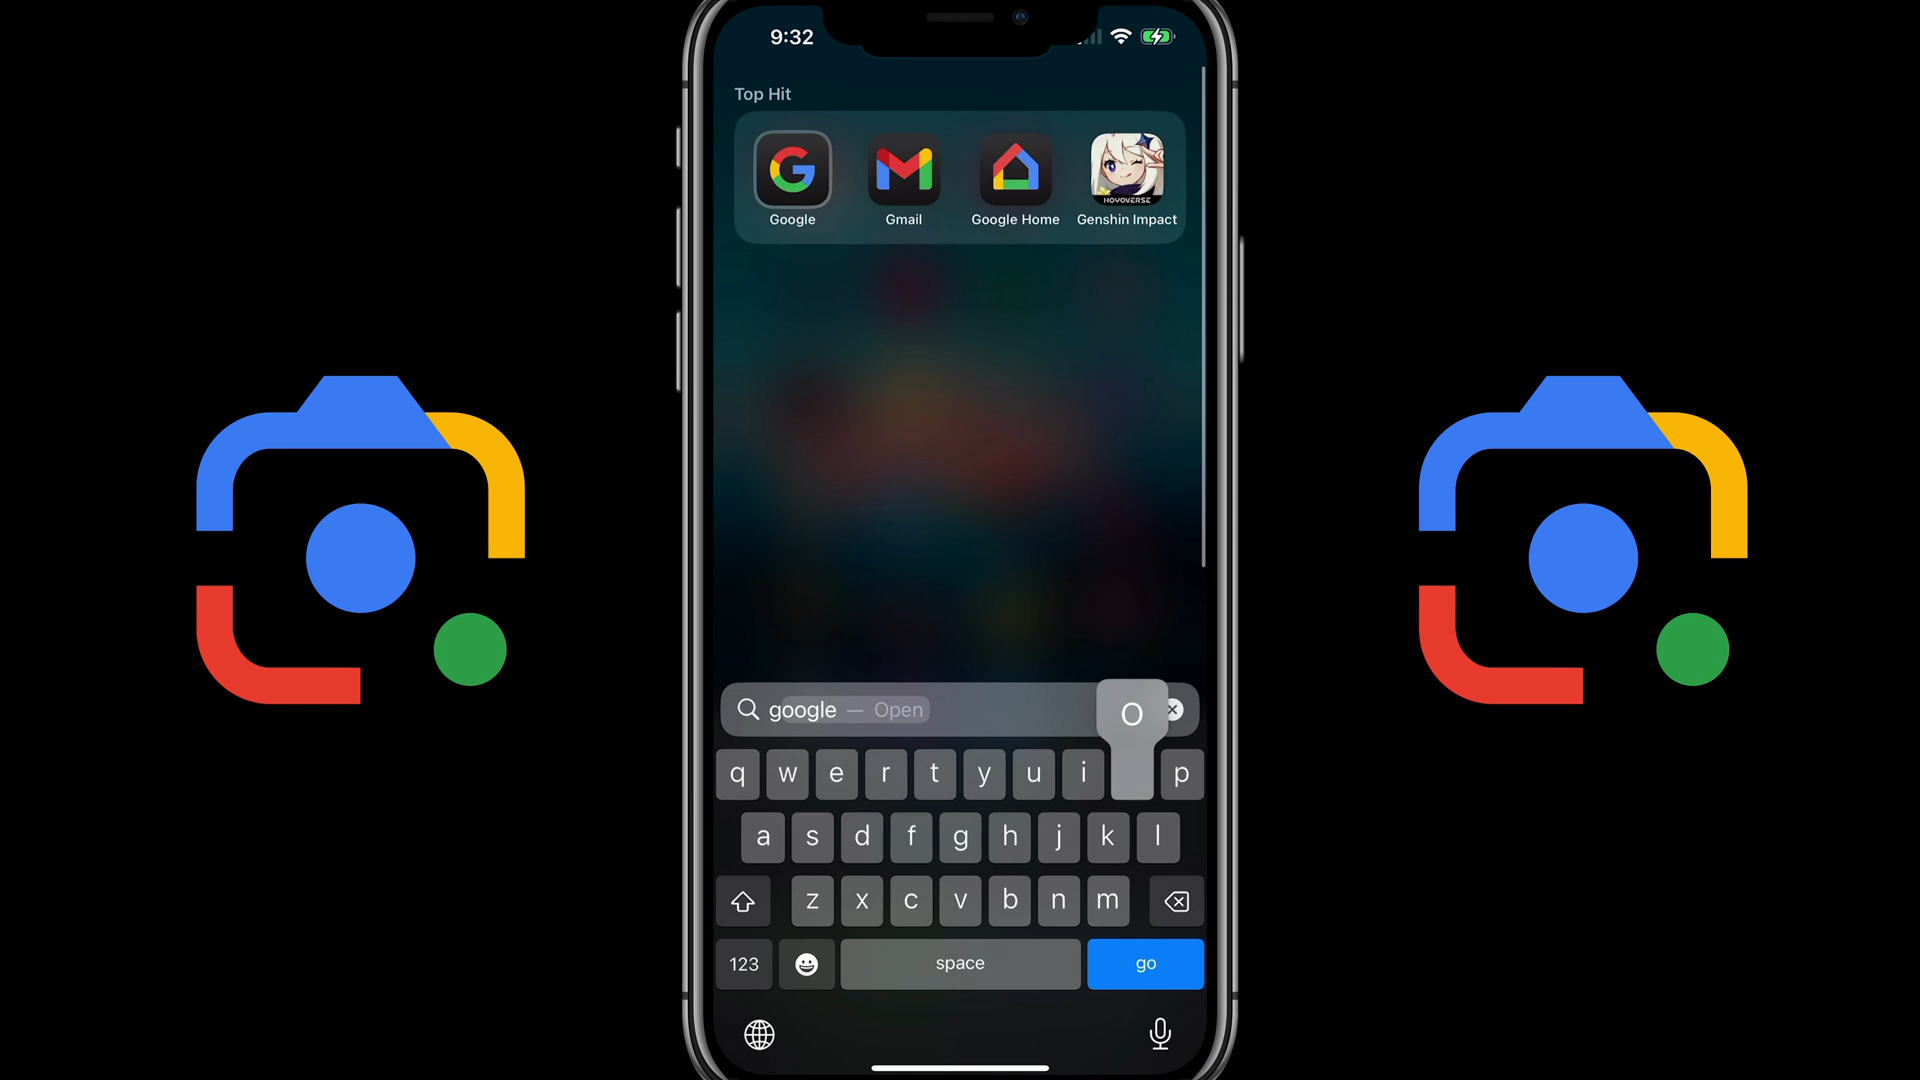 9:32
Top Hit
HOYOVERSE
Google Gmail Google Home Genshin Impact
google — Open
q w e r t y u i o p
a s d f g h j k l
z x c v b n m
123 space go